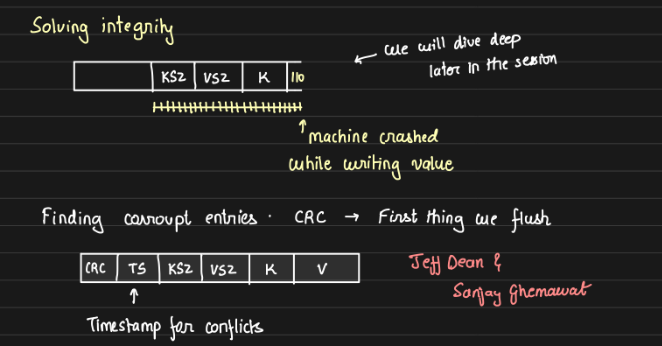 Solving integrity
← we will dive deep
later in the session
KSZ VSZ K 110
↑ machine crashed
while writing value
Finding corroupt entries · CRC → First thing we flush
CRC TS KSZ VSZ K V
Jeff Dean &
Sanjay Ghemawat
↑
Timestamp for conflicts